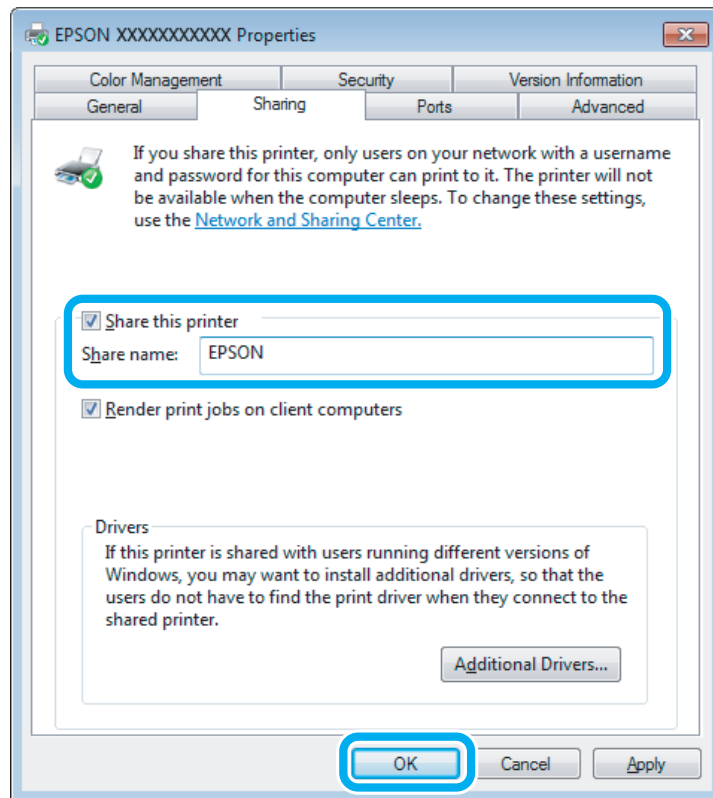 EPSON XXXXXXXXXXX Properties
Color Management Security Version Information
General Sharing Ports Advanced
If you share this printer, only users on your network with a username
and password for this computer can print to it. The printer will not
be available when the computer sleeps. To change these settings,
use the Network and Sharing Center.
Share this printer
Share name: EPSON
Render print jobs on client computers
Drivers
If this printer is shared with users running different versions of
Windows, you may want to install additional drivers, so that the
users do not have to find the print driver when they connect to the
shared printer.
Additional Drivers...
OK Cancel Apply